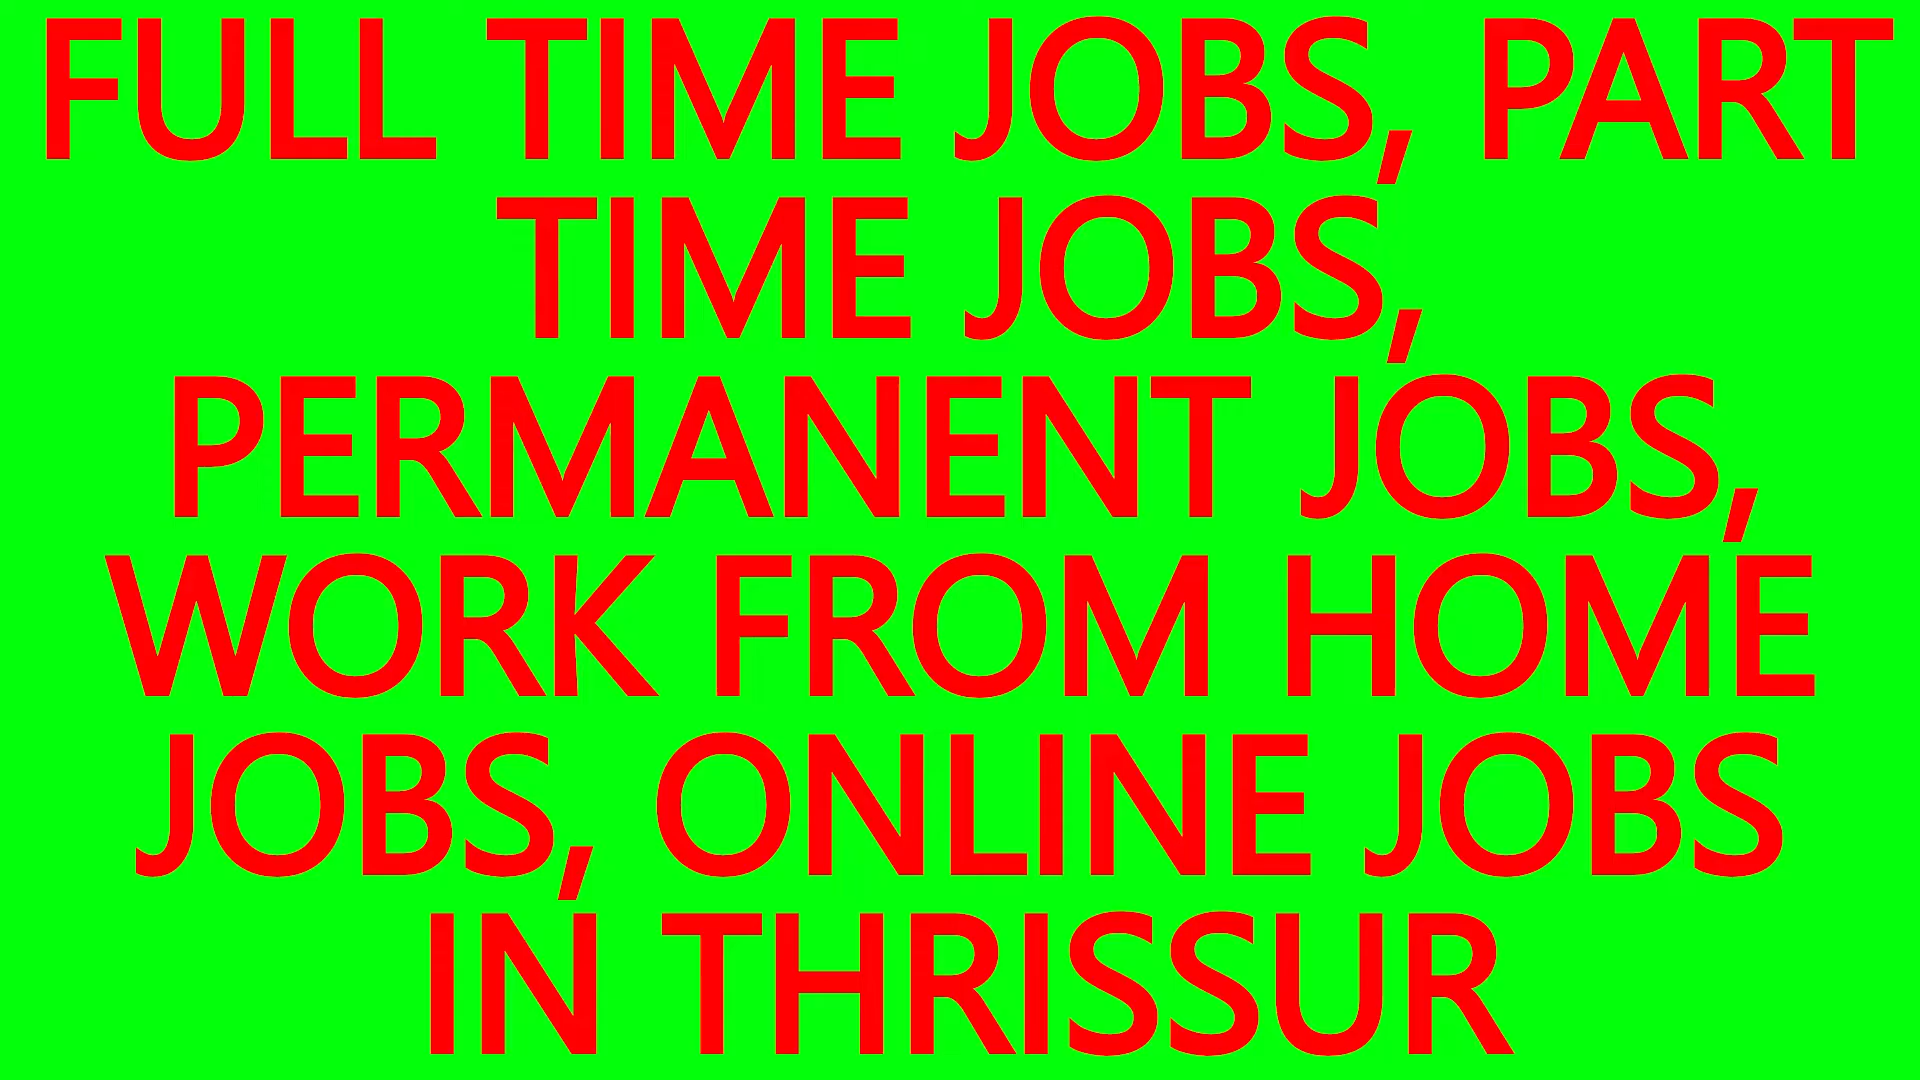 FULL TIME JOBS, PART
TIME JOBS,
PERMANENT JOBS,
WORK FROM HOME
JOBS, ONLINE JOBS
IN THRISSUR